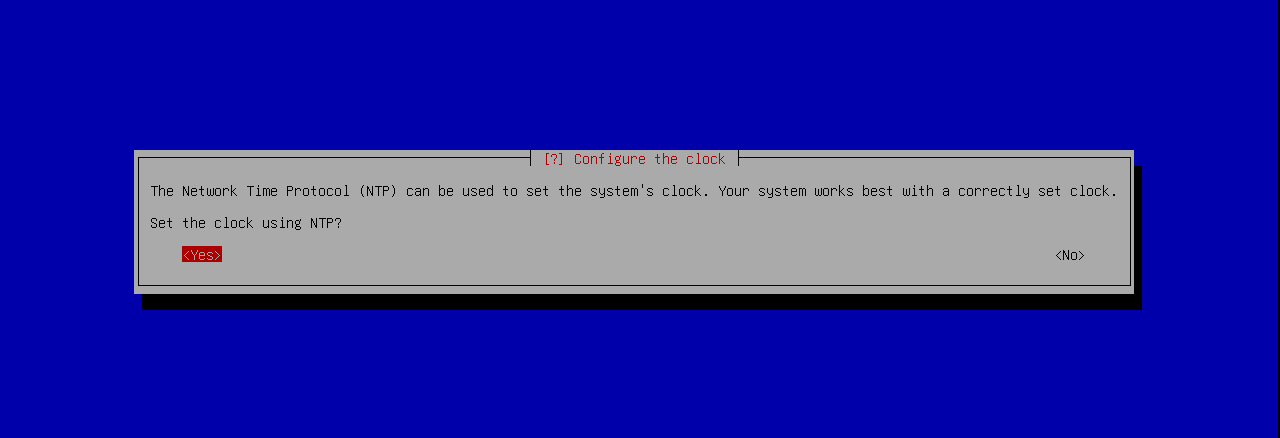 [?] Configure the clock
The Network Time Protocol (NTP) can be used to set the system's clock. Your system works best with a correctly set clock.
Set the clock using NTP?
<Yes> <No>